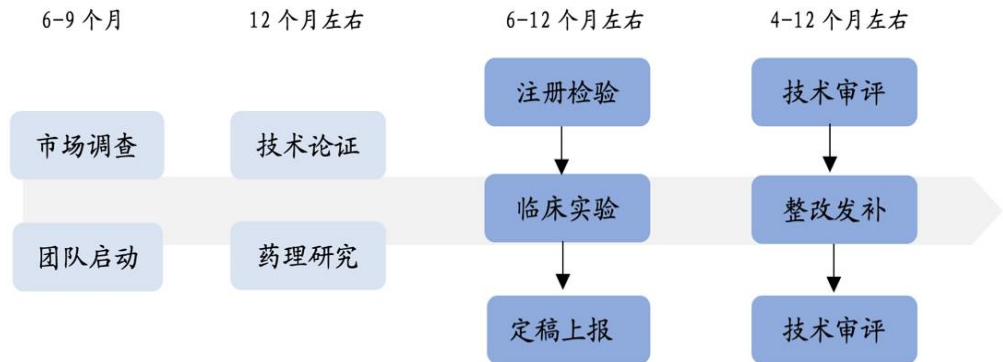 6-9 个月
12 个月左右
6-12 个月左右
4-12 个月左右
市场调查
团队启动
技术论证
药理研究
注册检验
临床实验
定稿上报
技术审评
整改发补
技术审评